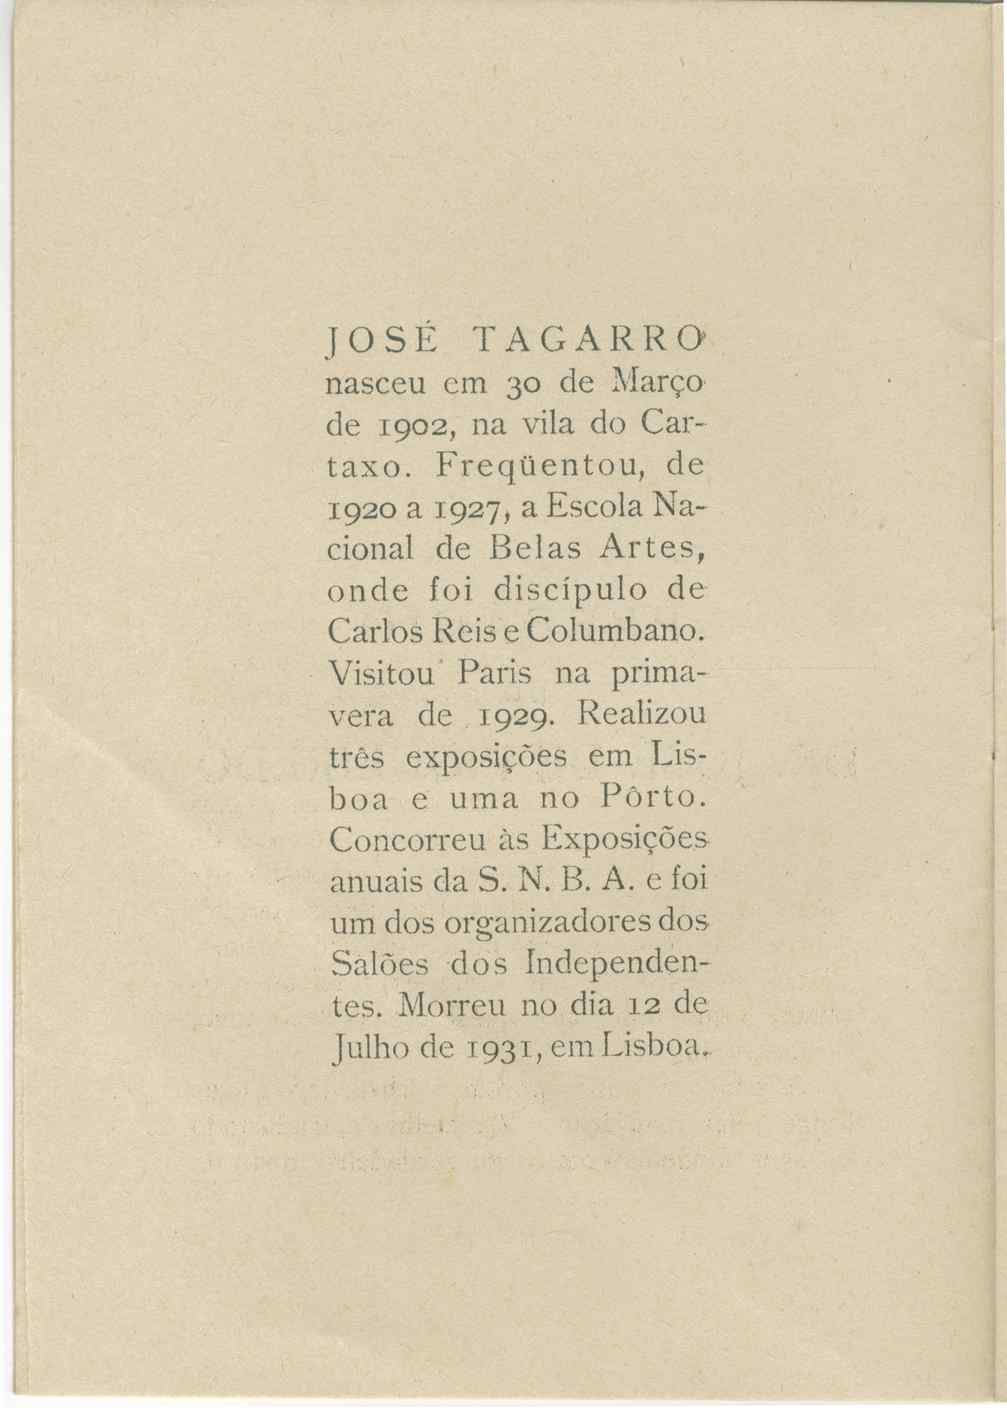 JOSÉ TAGARRO
nasceu em 30 de Março
de 1902, na vila do Car-
taxo. Freqüentou, de
1920 a 1927, a Escola Na-
cional de Belas Artes,
onde foi discípulo de
Carlos Reis e Columbano.
Visitou Paris na prima-
vera de 1929. Realizou
três exposições em Lis-
boa e uma no Pôrto.
Concorreu às Exposições
anuais da S. N. B. A. e foi
um dos organizadores dos
Salões dos Independen-
tes. Morreu no dia 12 de
Julho de 1931, em Lisboa.